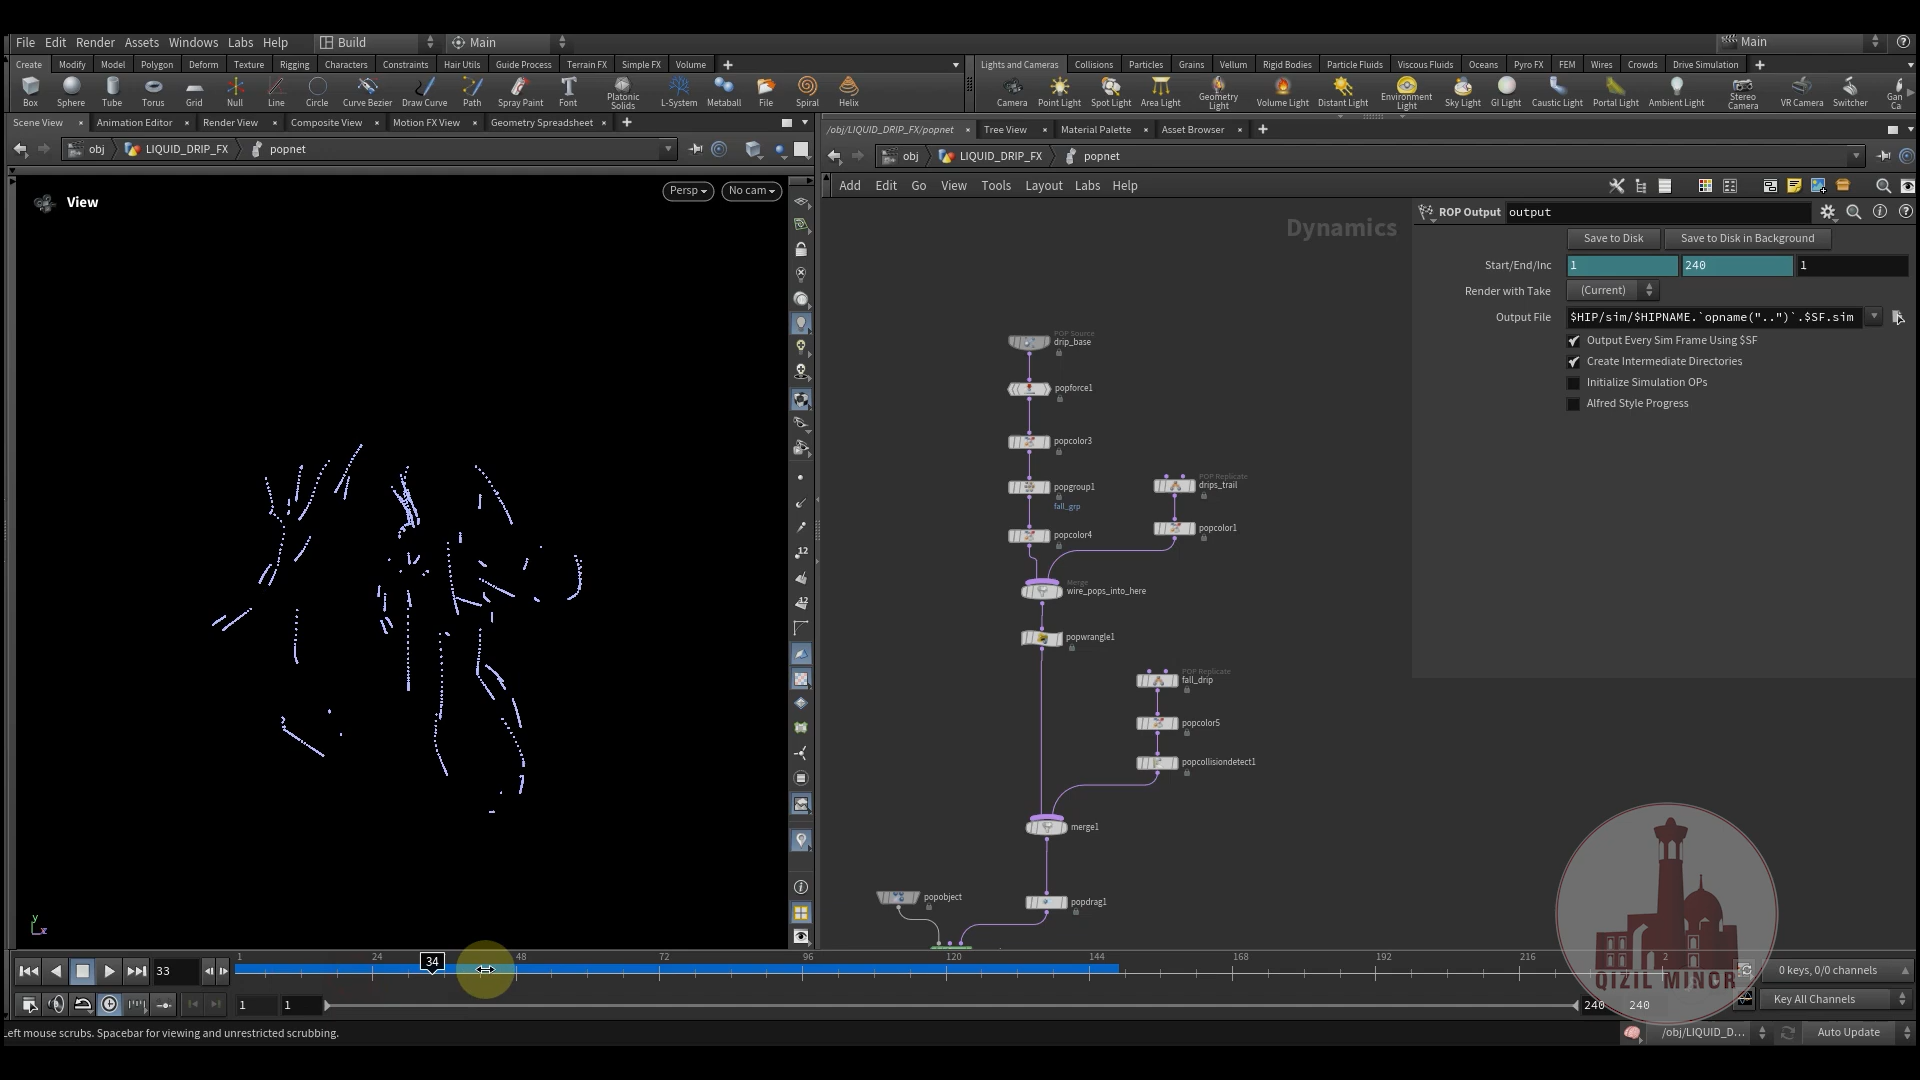 File Edit Render Assets Windows Labs Help Build Main Main
Create Modify Model Polygon Deform Texture Rigging Characters Constraints Hair Utils Guide Process Terrain FX Simple FX Volume
Lights and Cameras Collisions Particles Grains Vellum Rigid Bodies Particle Fluids Viscous Fluids Oceans Pyro FX FEM Wires Crowds Drive Simulation
Box Sphere Tube Torus Grid Null Line Circle Curve Bezier Draw Curve Path Spray Paint Font Platonic Solids L-System Metaball File Spiral Helix
Camera Point Light Spot Light Area Light Geometry Light Volume Light Distant Light Environment Light Sky Light GI Light Caustic Light Portal Light Ambient Light Stereo Camera VR Camera Switcher Gan Ca
Scene View Animation Editor Render View Composite View Motion FX View Geometry Spreadsheet
/obj/LIQUID_DRIP_FX/popnet Tree View Material Palette Asset Browser
obj LIQUID_DRIP_FX popnet
obj LIQUID_DRIP_FX popnet
Add Edit Go View Tools Layout Labs Help
View
Persp No cam
12
12
y
x
Dynamics
POP Source
drip_base
popforce1
popcolor3
popgroup1
fall_grp
popcolor4
POP Replicate
drips_trail
popcolor1
Merge
wire_pops_into_here
popwrangle1
POP Replicate
fall_drip
popcolor5
popcollisiondetect1
merge1
popobject
popdrag1
ROP Output output
Save to Disk Save to Disk in Background
Start/End/Inc 1 240 1
Render with Take (Current)
Output File $HIP/sim/$HIPNAME.`opname("..")`.$SF.sim
Output Every Sim Frame Using $SF
Create Intermediate Directories
Initialize Simulation OPs
Alfred Style Progress
QIZIL MINOR
33
1 24 34 48 72 96 120 144 168 192 216 2
0 keys, 0/0 channels
1 1 240 240
Key All Channels
Left mouse scrubs. Spacebar for viewing and unrestricted scrubbing.
/obj/LIQUID_D... Auto Update